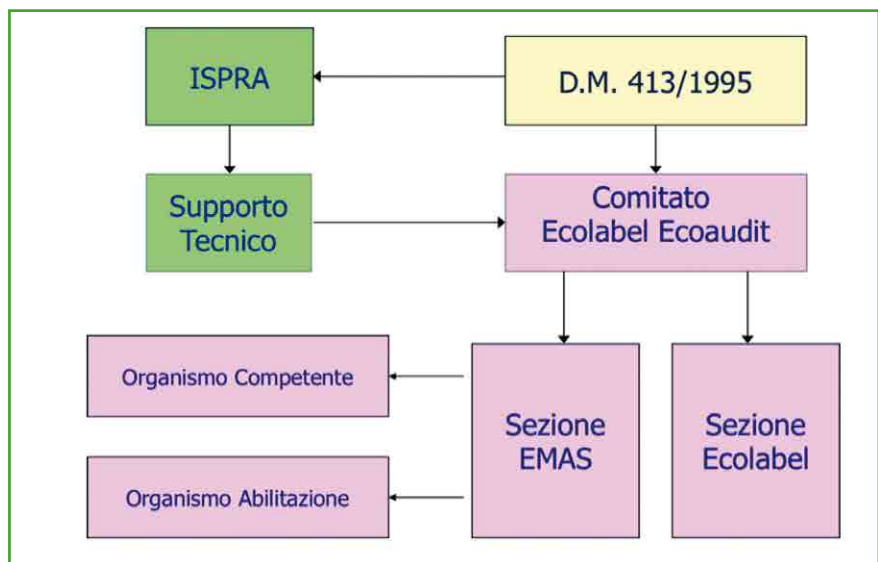 ISPRA
D.M. 413/1995
Supporto
Tecnico
Comitato
Ecolabel Ecoaudit
Organismo Competente
Organismo Abilitazione
Sezione
EMAS
Sezione
Ecolabel